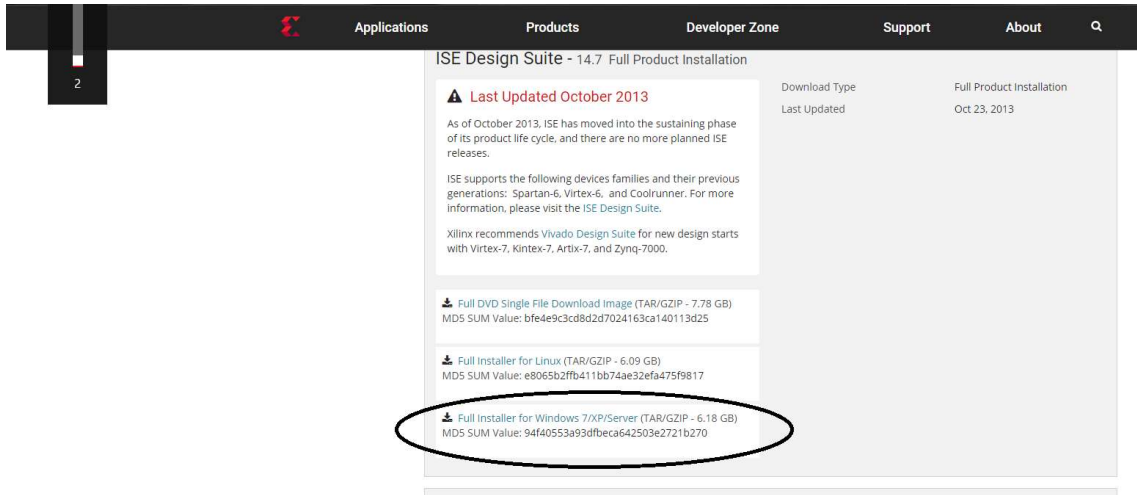 Applications Products Developer Zone Support About
2
ISE Design Suite - 14.7 Full Product Installation
Last Updated October 2013
As of October 2013, ISE has moved into the sustaining phase
of its product life cycle, and there are no more planned ISE
releases.
ISE supports the following devices families and their previous
generations: Spartan-6, Virtex-6, and Coolrunner. For more
information, please visit the ISE Design Suite.
Xilinx recommends Vivado Design Suite for new design starts
with Virtex-7, Kintex-7, Artix-7, and Zynq-7000.
Full DVD Single File Download Image (TAR/GZIP - 7.78 GB)
MD5 SUM Value: bfe4e9c3cd8d2d7024163ca140113d25
Full Installer for Linux (TAR/GZIP - 6.09 GB)
MD5 SUM Value: e8065b2ffb411bb74ae32efa475f9817
Full Installer for Windows 7/XP/Server (TAR/GZIP - 6.18 GB)
MD5 SUM Value: 94f40553a93dfbeca642503e2721b270
Download Type Full Product Installation
Last Updated Oct 23, 2013